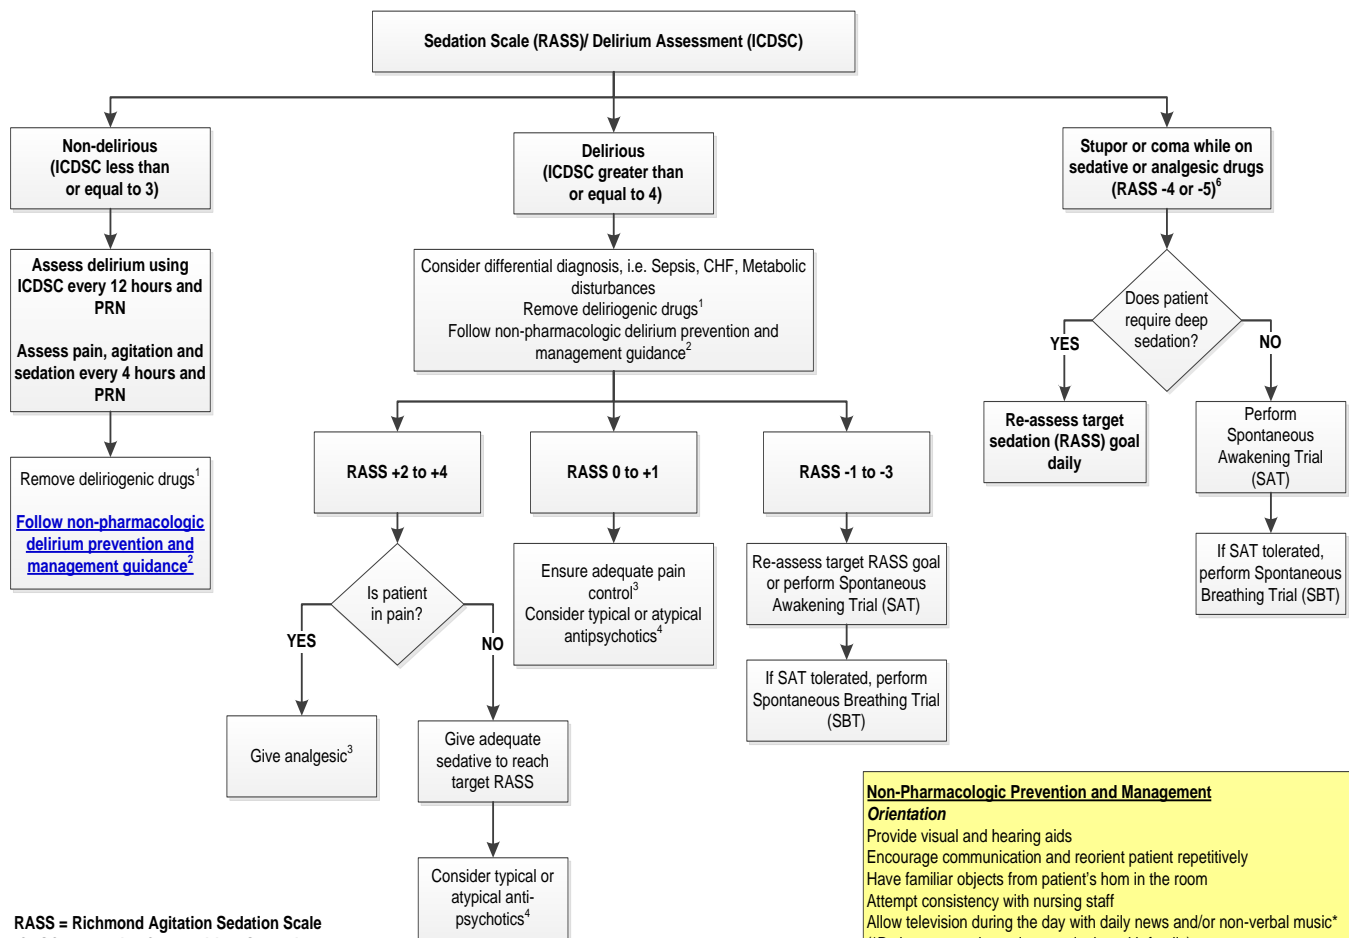 Sedation Scale (RASS)/ Delirium Assessment (ICDSC)
Non-delirious
(ICDSC less than
or equal to 3)
Assess delirium using
ICDSC every 12 hours and
PRN
Assess pain, agitation and
sedation every 4 hours and
PRN
Remove deliriogenic drugs1
Follow non-pharmacologic
delirium prevention and
management guidance2
Delirious
(ICDSC greater than
or equal to 4)
Consider differential diagnosis, i.e. Sepsis, CHF, Metabolic
disturbances
Remove deliriogenic drugs1
Follow non-pharmacologic delirium prevention and
management guidance2
RASS +2 to +4
Is patient
in pain?
YES
NO
Give analgesic3
Give adequate
sedative to reach
target RASS
Consider typical or
atypical anti-
psychotics4
RASS 0 to +1
Ensure adequate pain
control3
Consider typical or atypical
antipsychotics4
RASS -1 to -3
Re-assess target RASS goal
or perform Spontaneous
Awakening Trial (SAT)
If SAT tolerated, perform
Spontaneous Breathing Trial
(SBT)
Stupor or coma while on
sedative or analgesic drugs
(RASS -4 or -5)6
Does patient
require deep
sedation?
YES
NO
Re-assess target
sedation (RASS) goal
daily
Perform
Spontaneous
Awakening Trial
(SAT)
If SAT tolerated,
perform Spontaneous
Breathing Trial (SBT)
RASS = Richmond Agitation Sedation Scale
Non-Pharmacologic Prevention and Management
Orientation
Provide visual and hearing aids
Encourage communication and reorient patient repetitively
Have familiar objects from patient's hom in the room
Attempt consistency with nursing staff
Allow television during the day with daily news and/or non-verbal music*